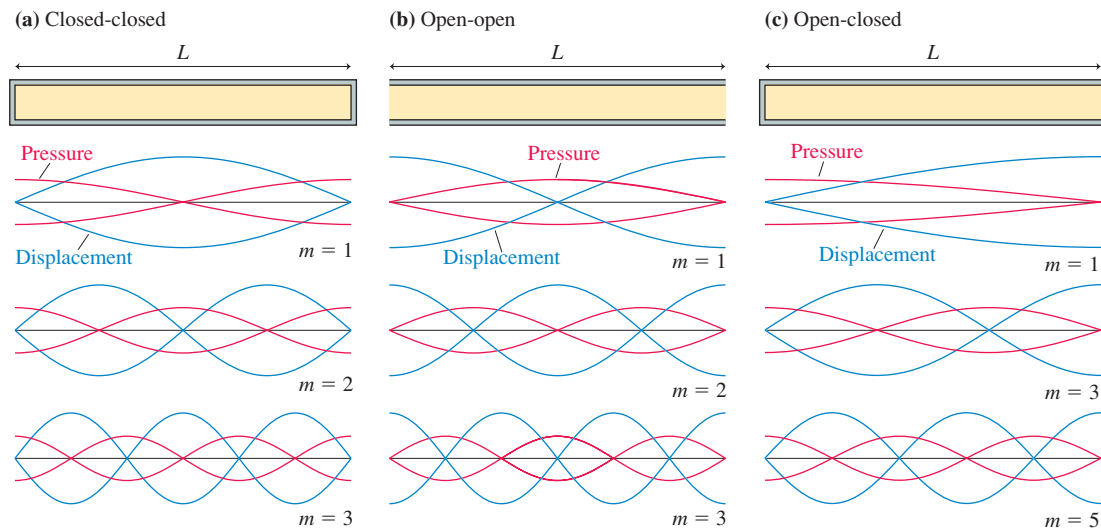 (a) Closed-closed
L
Pressure
Displacement
m = 1
m = 2
m = 3
(b) Open-open
L
Pressure
Displacement
m = 1
m = 2
m = 3
(c) Open-closed
L
Pressure
Displacement
m = 1
m = 3
m = 5